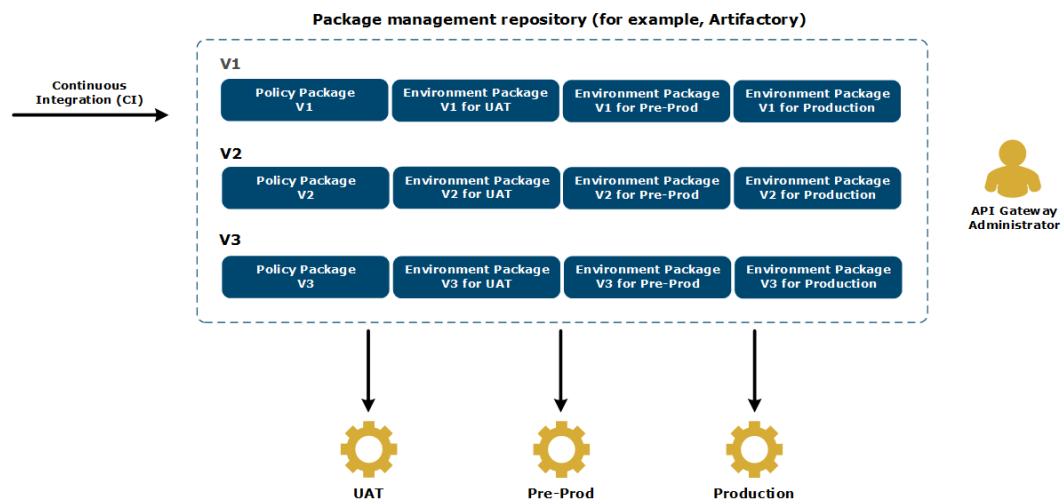 Package management repository (for example, Artifactory)
Continuous
Integration (CI)
V1
Policy Package
V1
Environment Package
V1 for UAT
Environment Package
V1 for Pre-Prod
Environment Package
V1 for Production
V2
Policy Package
V2
Environment Package
V2 for UAT
Environment Package
V2 for Pre-Prod
Environment Package
V2 for Production
API Gateway
Administrator
V3
Policy Package
V3
Environment Package
V3 for UAT
Environment Package
V3 for Pre-Prod
Environment Package
V3 for Production
UAT
Pre-Prod
Production